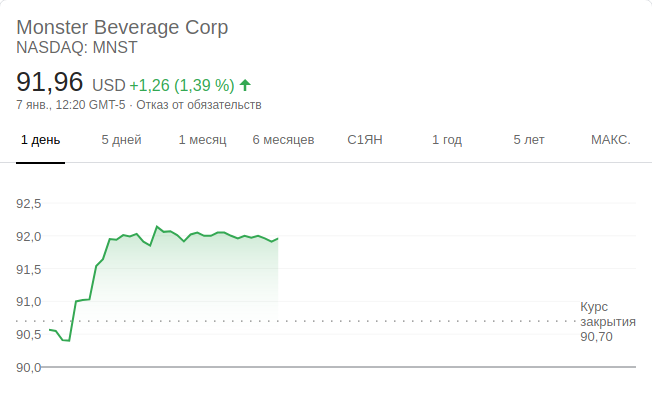 Monster Beverage Corp
NASDAQ: MNST
91,96 USD +1,26 (1,39 %)
7 янв., 12:20 GMT-5 · Отказ от обязательств
1 день 5 дней 1 месяц 6 месяцев С1ЯН 1 год 5 лет МАКС.
92,5
92,0
91,5
91,0
Курс
закрытия
90,70
90,5
90,0